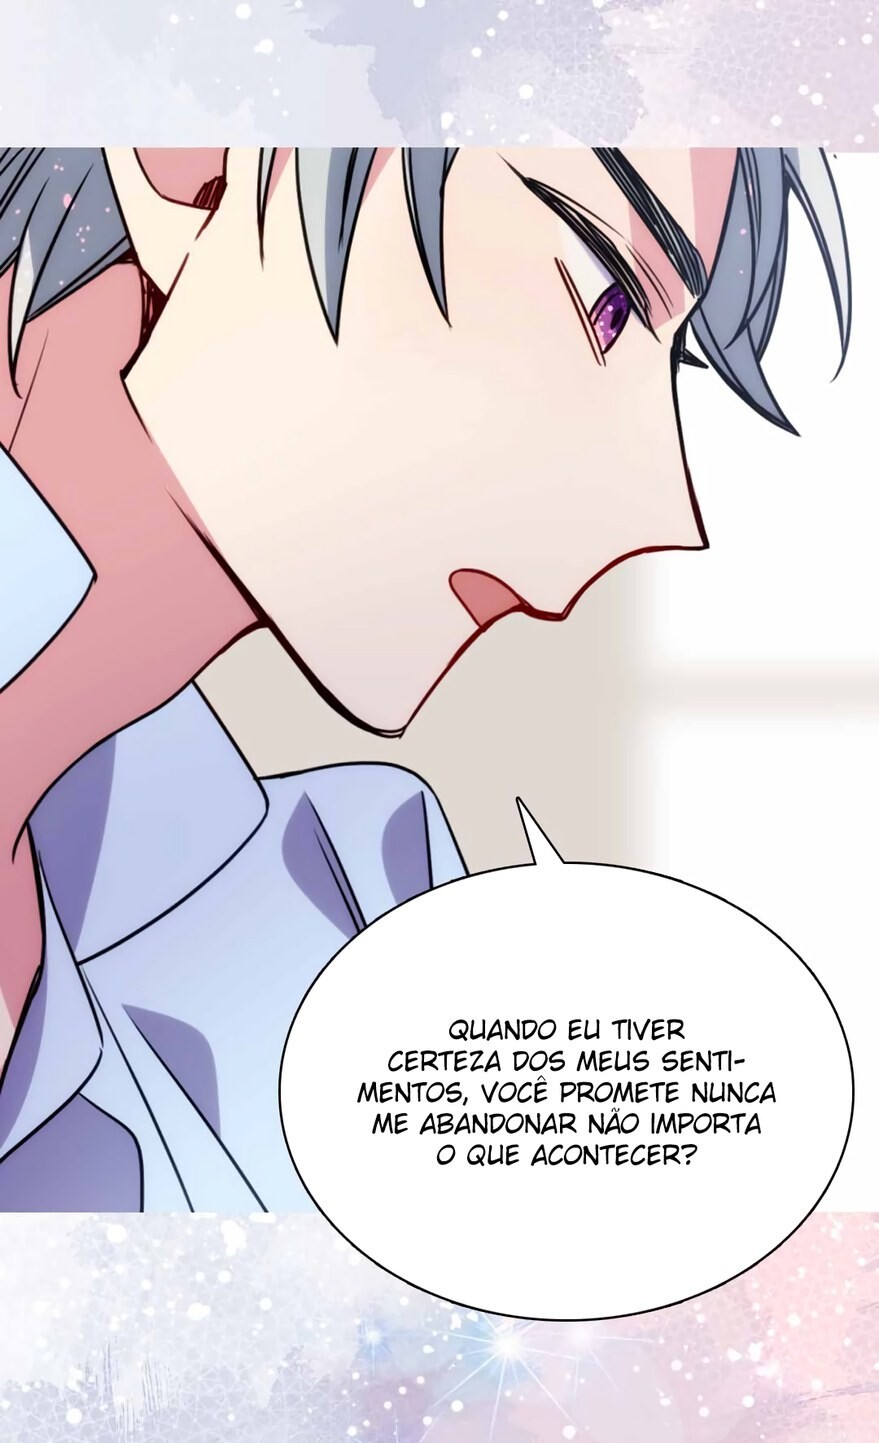 QUANDO EU TIVER
CERTEZA DOS MEUS SENTI-
MENTOS, VOCÊ PROMETE NUNCA
ME ABANDONAR NÃO IMPORTA
O QUE ACONTECER?